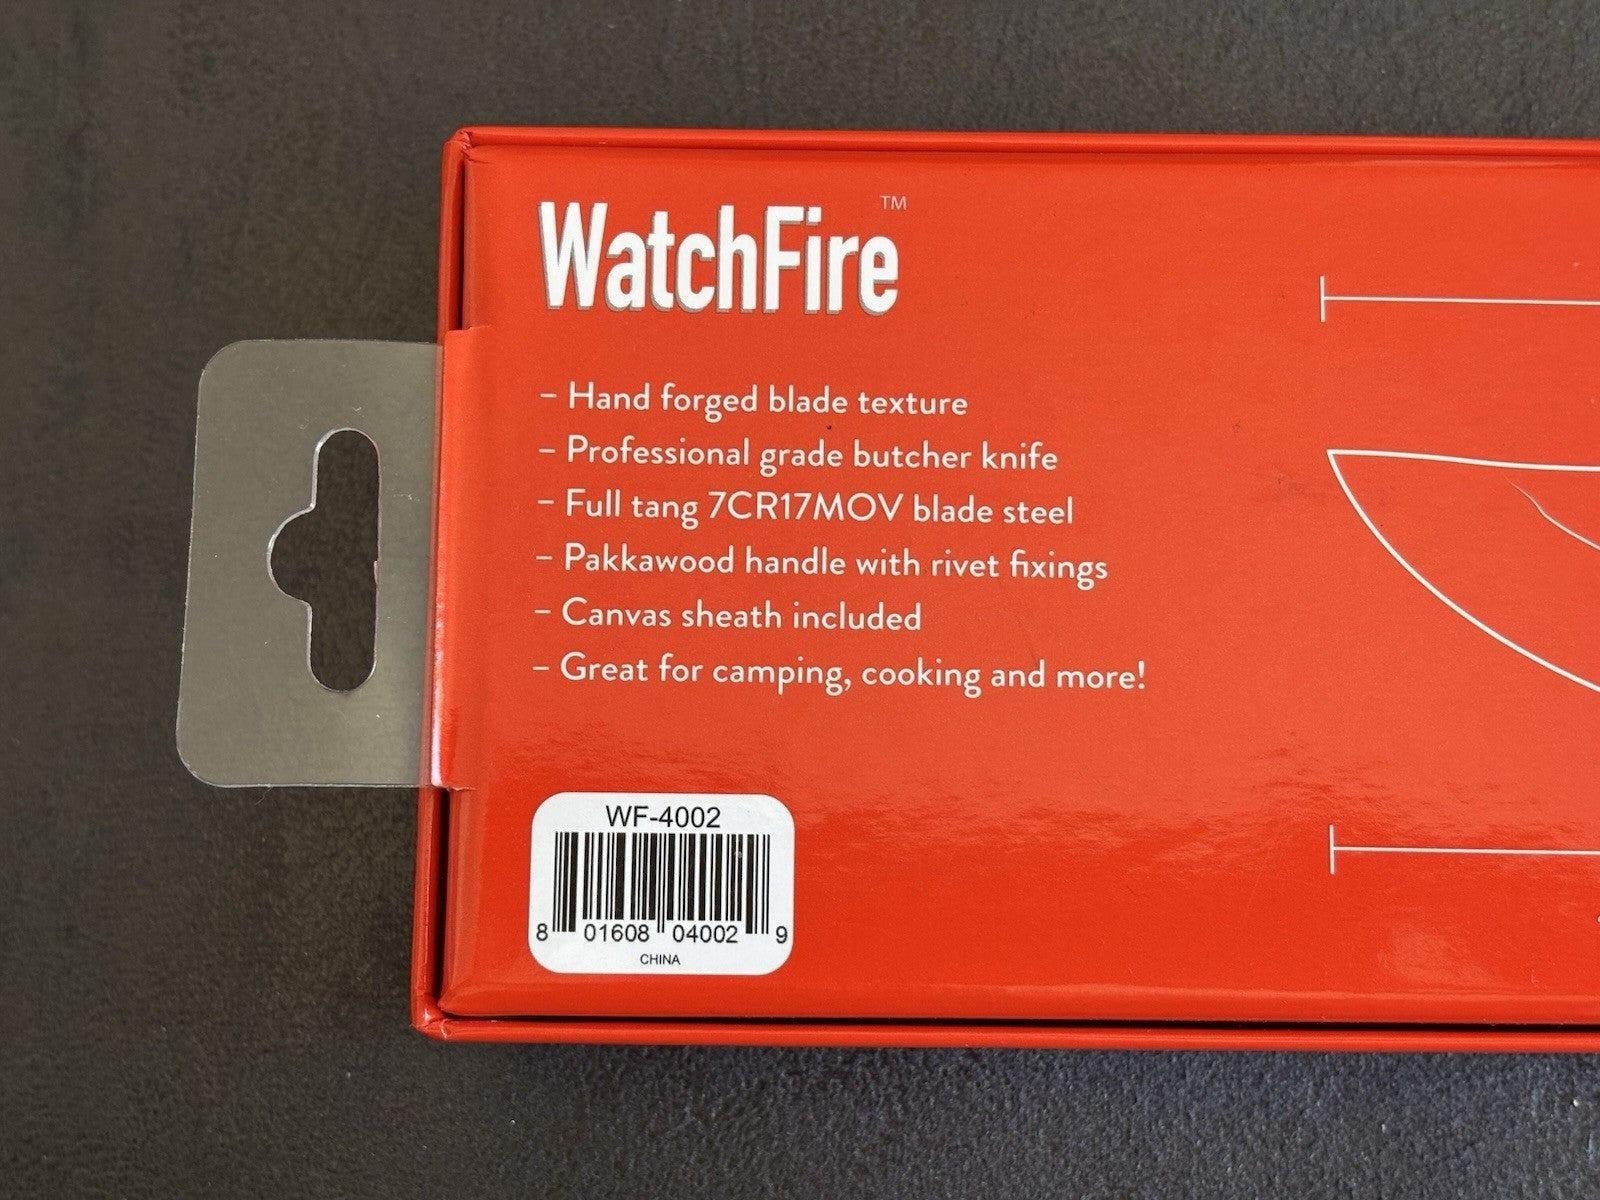 WatchFire™
– Hand forged blade texture
– Professional grade butcher knife
– Full tang 7CR17MOV blade steel
– Pakkawood handle with rivet fixings
– Canvas sheath included
– Great for camping, cooking and more!
WF-4002
8 01608 04002 9
CHINA